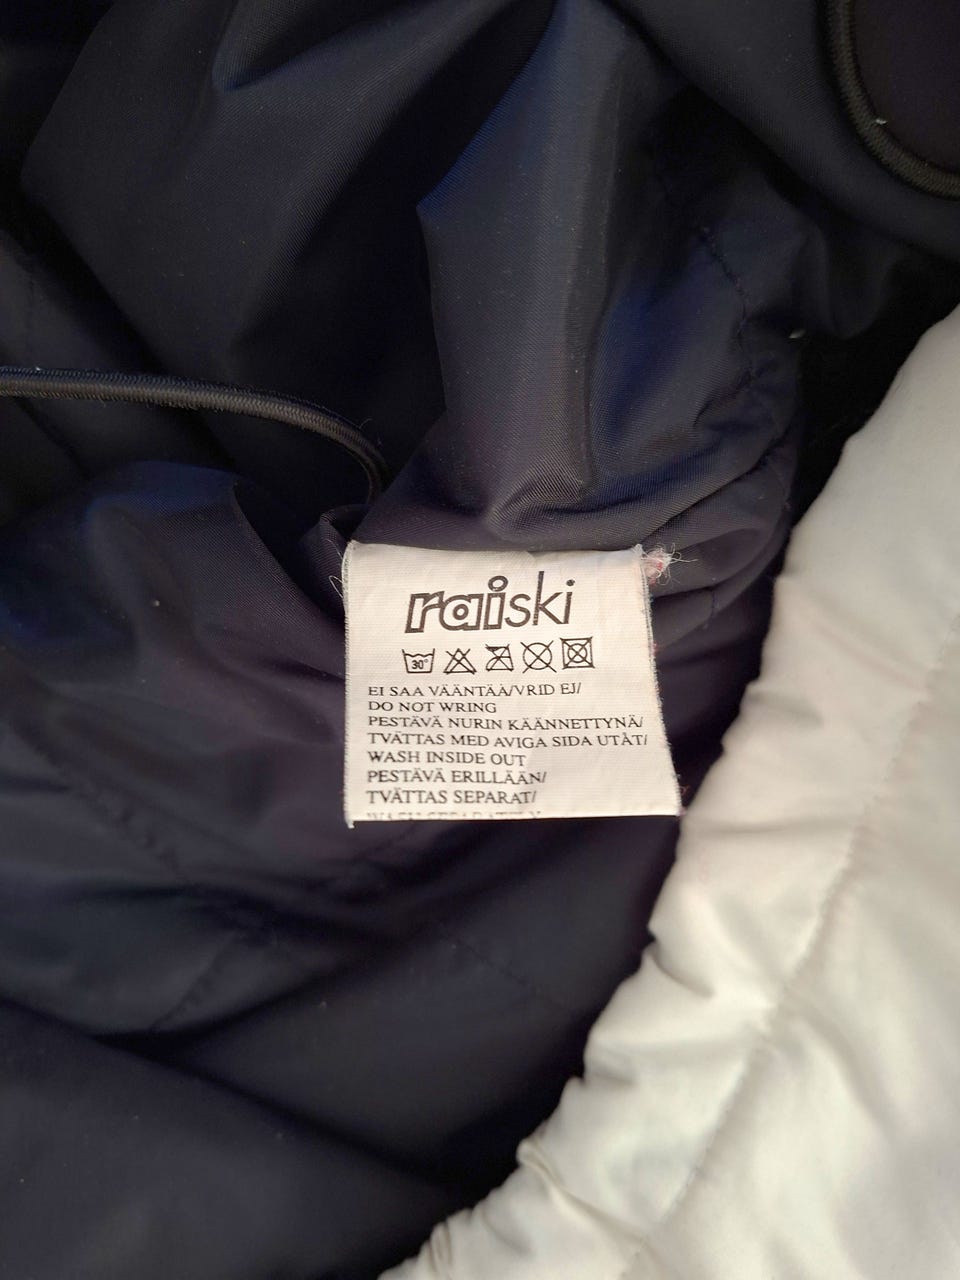 raiski
30°
EI SAA VÄÄNTÄÄ/VRID EJ/
DO NOT WRING
PESTÄVÄ NURIN KÄÄNNETTYNÄ/
TVÄTTAS MED AVIGA SIDA UTÅT/
WASH INSIDE OUT
PESTÄVÄ ERILLÄÄN/
TVÄTTAS SEPARAT/